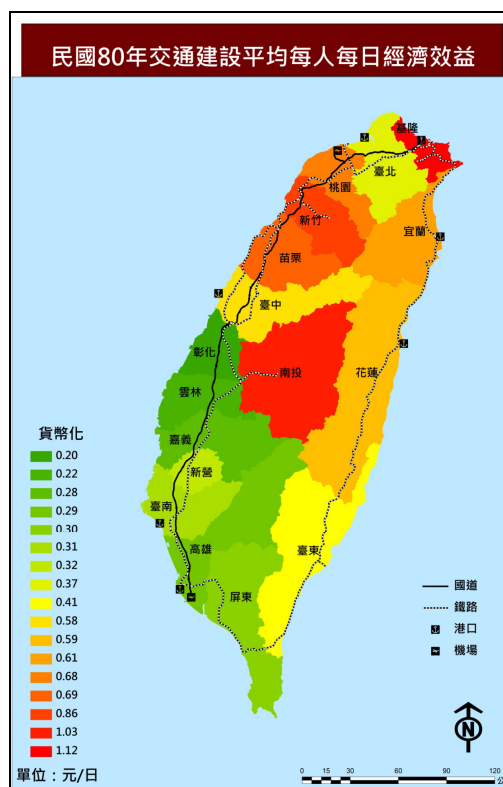 民國80年交通建設平均每人每日經濟效益
基隆
臺北
桃園
新竹
宜蘭
苗栗
臺中
彰化
南投
花蓮
雲林
嘉義
新營
臺南
高雄
臺東
屏東
貨幣化
0.20
0.22
0.28
0.29
0.30
0.31
0.32
0.37
0.41
0.58
0.59
0.61
0.68
0.69
0.86
1.03
1.12
單位：元/日
國道
鐵路
港口
機場
N
0 15 30 60 90 120